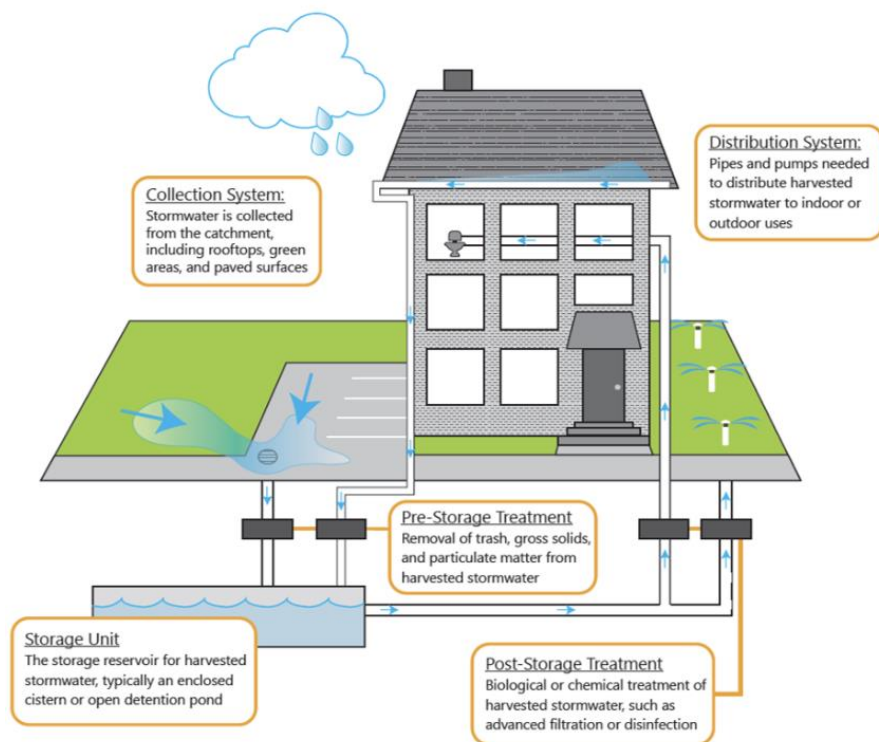 Collection System:
Stormwater is collected
from the catchment,
including rooftops, green
areas, and paved surfaces
Distribution System:
Pipes and pumps needed
to distribute harvested
stormwater to indoor or
outdoor uses
Pre-Storage Treatment
Removal of trash, gross solids,
and particulate matter from
harvested stormwater
Storage Unit
The storage reservoir for harvested
stormwater, typically an enclosed
cistern or open detention pond
Post-Storage Treatment
Biological or chemical treatment of
harvested stormwater, such as
advanced filtration or disinfection